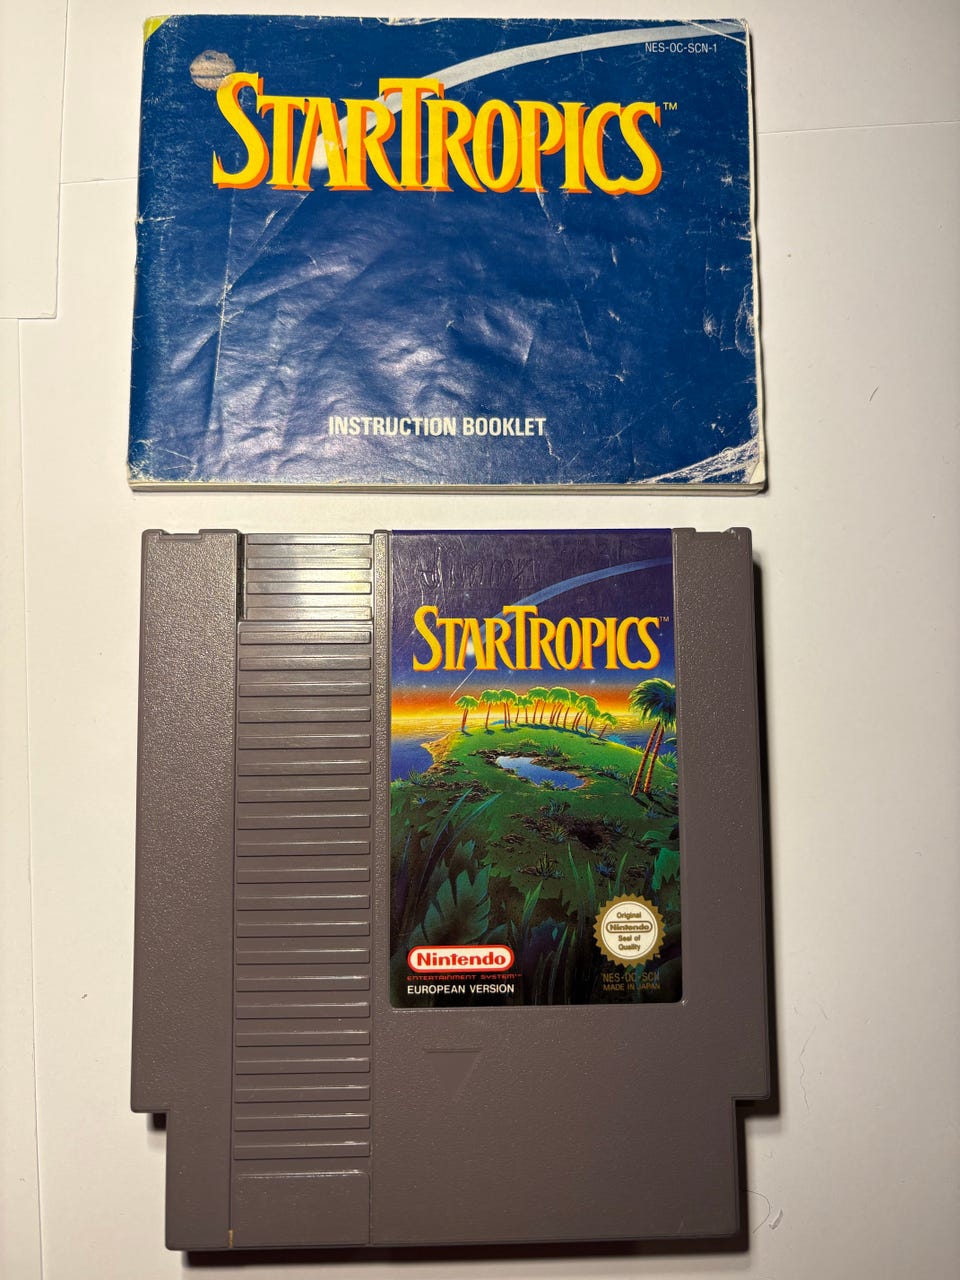 NES-OC-SCN-1
STARTROPICS™
INSTRUCTION BOOKLET
STARTROPICS™
Original
Nintendo
Seal of
Quality
Nintendo
ENTERTAINMENT SYSTEM™
EUROPEAN VERSION
NES-OC-SCN
MADE IN JAPAN